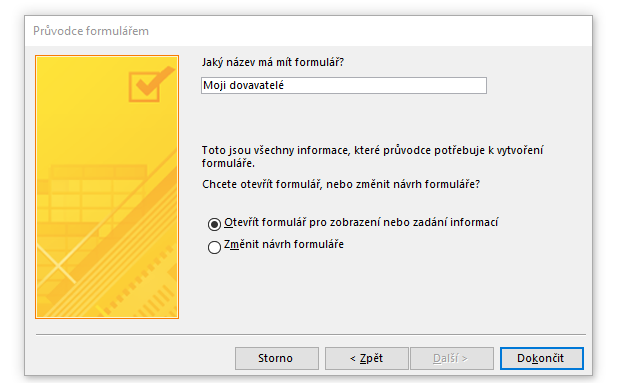 Průvodce formulářem
Jaký název má mít formulář?
Moji dovavatelé
Toto jsou všechny informace, které průvodce potřebuje k vytvoření
formuláře.
Chcete otevřít formulář, nebo změnit návrh formuláře?
Otevřít formulář pro zobrazení nebo zadání informací
Změnit návrh formuláře
Storno
< Zpět
Další >
Dokončit